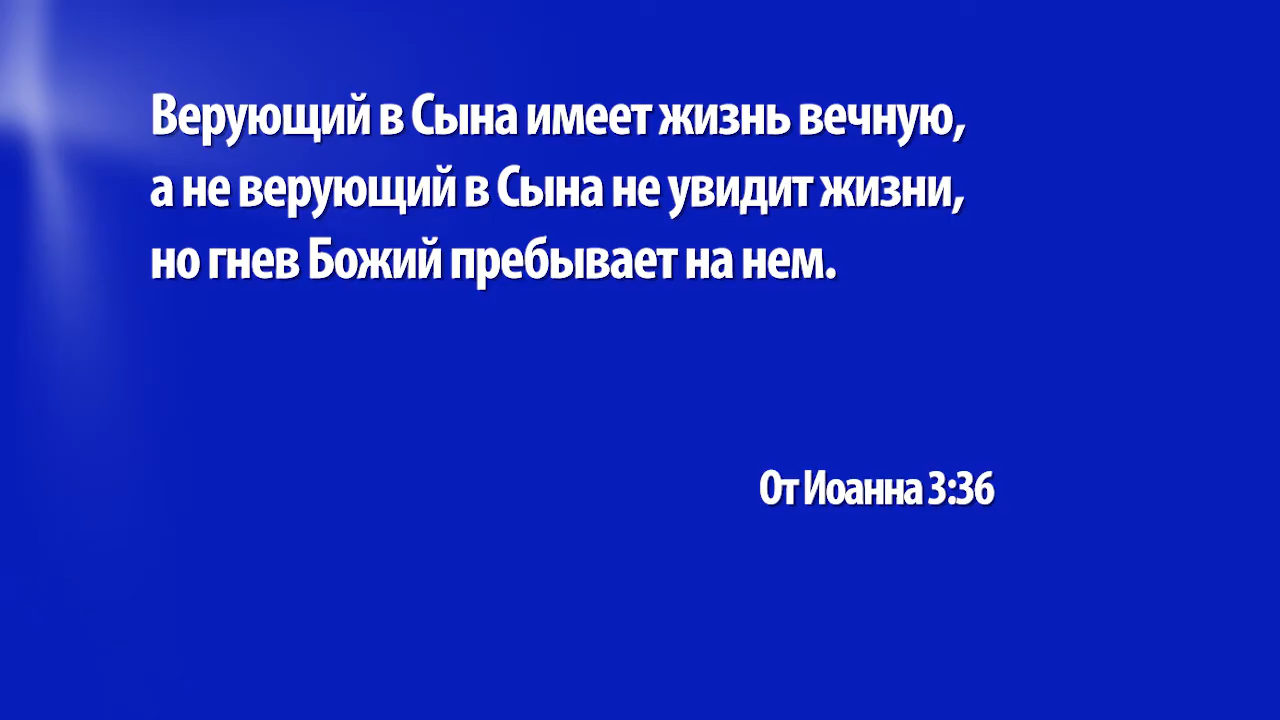 Верующий в Сына имеет жизнь вечную,
а не верующий в Сына не увидит жизни,
но гнев Божий пребывает на нем.
От Иоанна 3:36